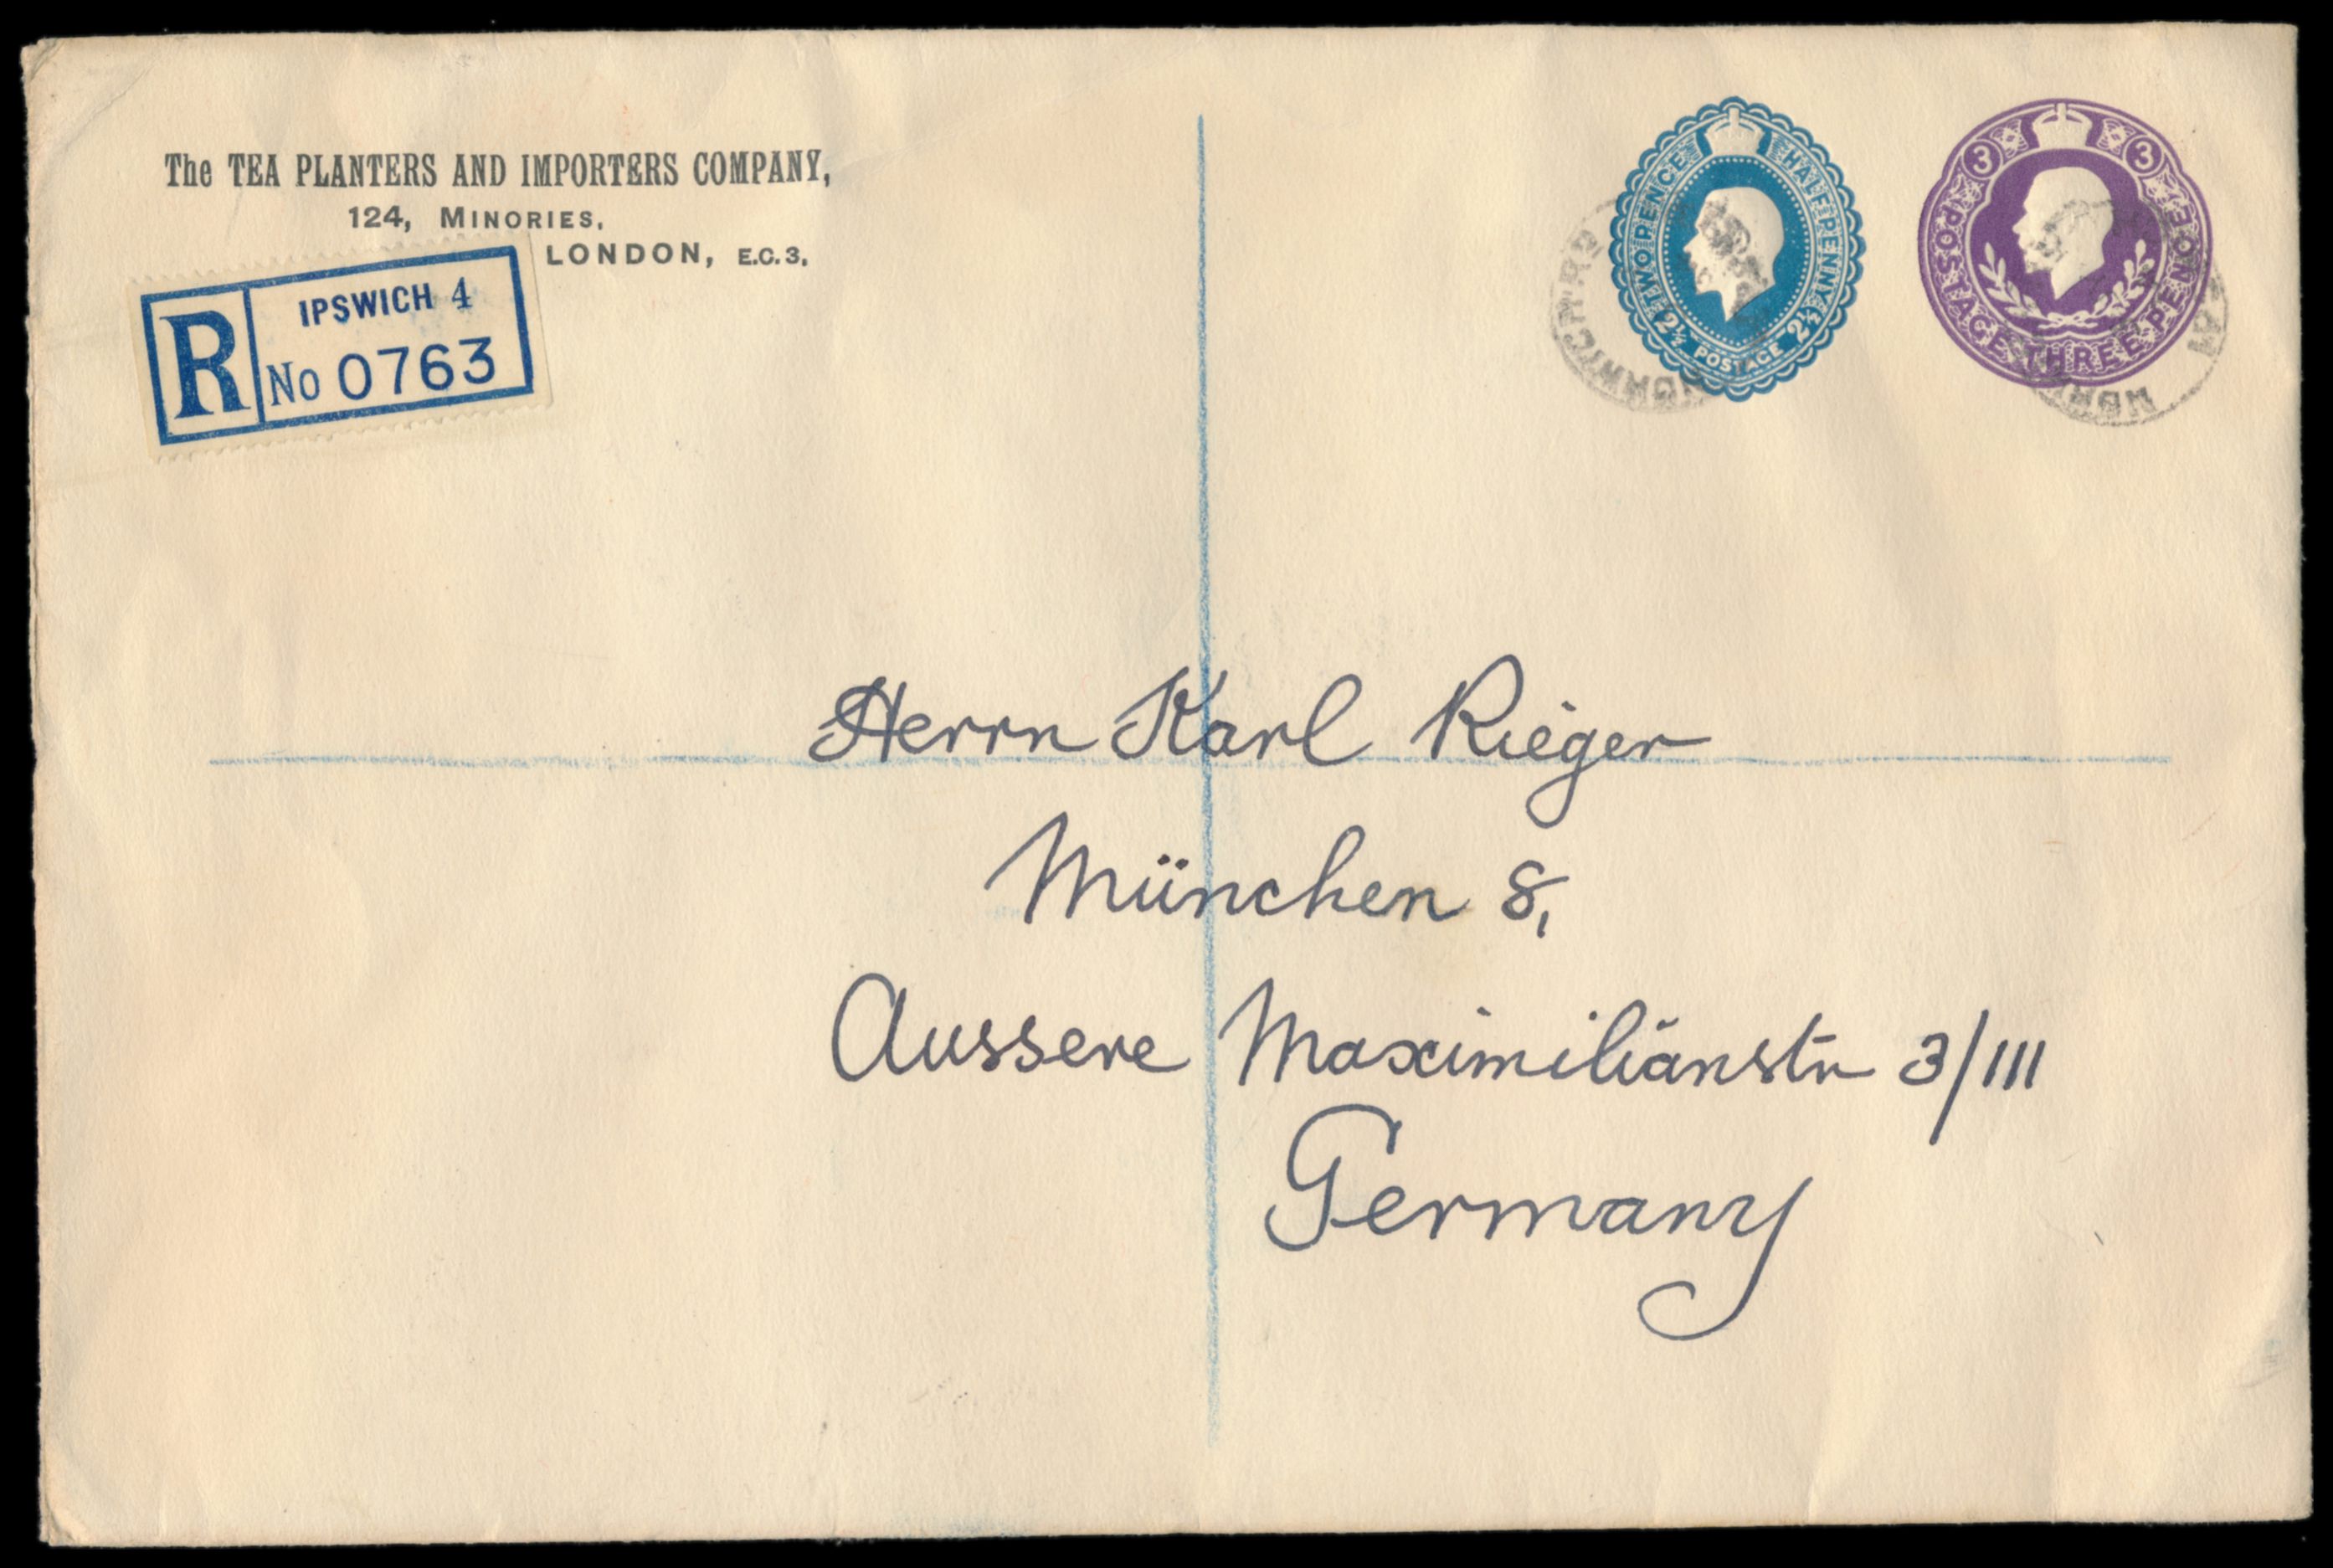 The TEA PLANTERS AND IMPORTERS COMPANY,
124, MINORIES,
LONDON, E.C.3.
R
IPSWICH 4
No 0763
TWOPENCE HALFPENNY
2½ POSTAGE 2½
3 3
POSTAGE THREE PENCE
Herrn Karl Rieger
München 8,
Aussere Maximilianstr 3/III
Germany